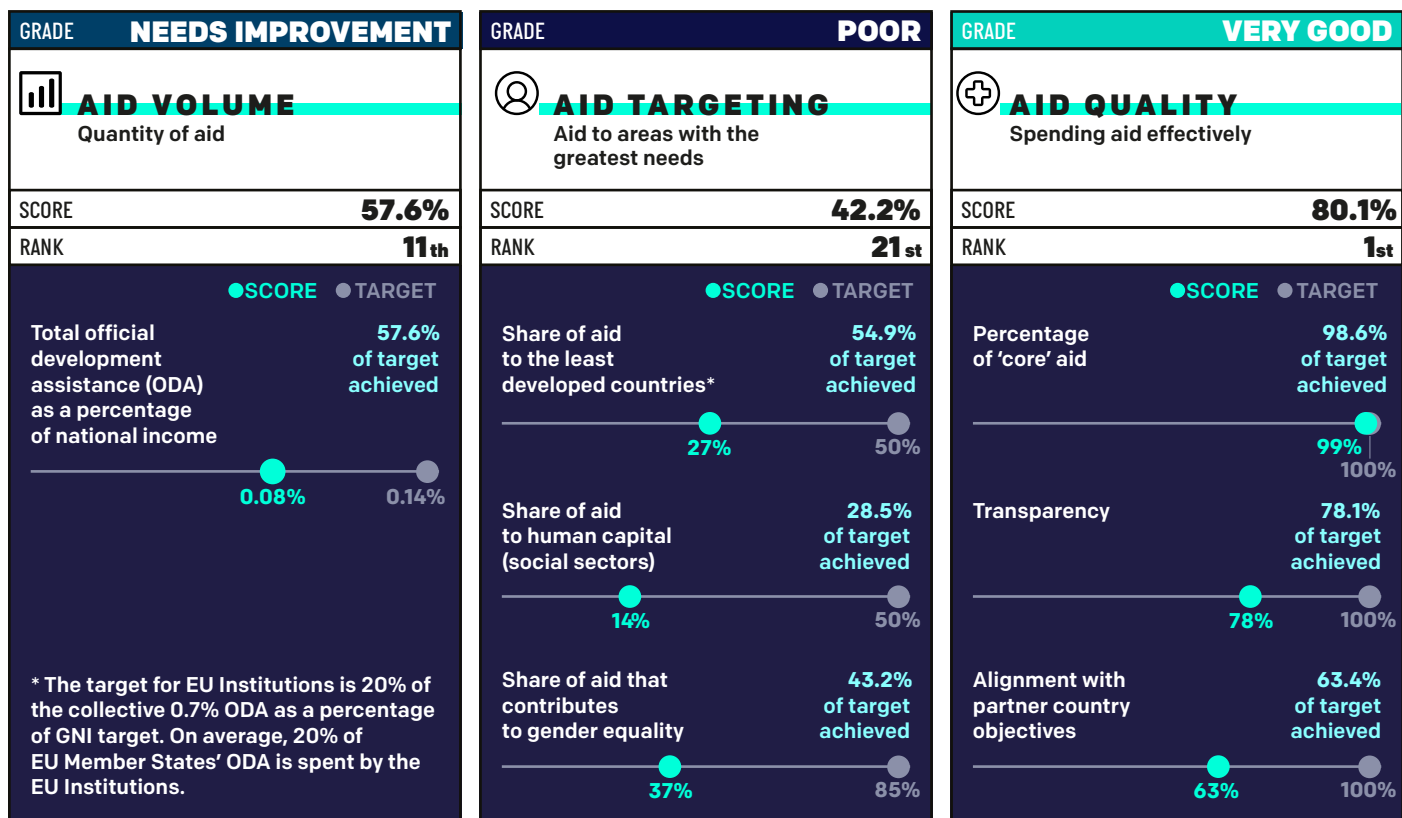 GRADE NEEDS IMPROVEMENT
AID VOLUME
Quantity of aid
SCORE 57.6%
RANK 11th
SCORE TARGET
Total official
development
assistance (ODA)
as a percentage
of national income
57.6%
of target
achieved
0.08% 0.14%
* The target for EU Institutions is 20% of
the collective 0.7% ODA as a percentage
of GNI target. On average, 20% of
EU Member States' ODA is spent by the
EU Institutions.
GRADE POOR
AID TARGETING
Aid to areas with the
greatest needs
SCORE 42.2%
RANK 21st
SCORE TARGET
Share of aid
to the least
developed countries*
54.9%
of target
achieved
27% 50%
Share of aid
to human capital
(social sectors)
28.5%
of target
achieved
14% 50%
Share of aid that
contributes
to gender equality
43.2%
of target
achieved
37% 85%
GRADE VERY GOOD
AID QUALITY
Spending aid effectively
SCORE 80.1%
RANK 1st
SCORE TARGET
Percentage
of ‘core’ aid
98.6%
of target
achieved
99%
100%
Transparency
78.1%
of target
achieved
78% 100%
Alignment with
partner country
objectives
63.4%
of target
achieved
63% 100%